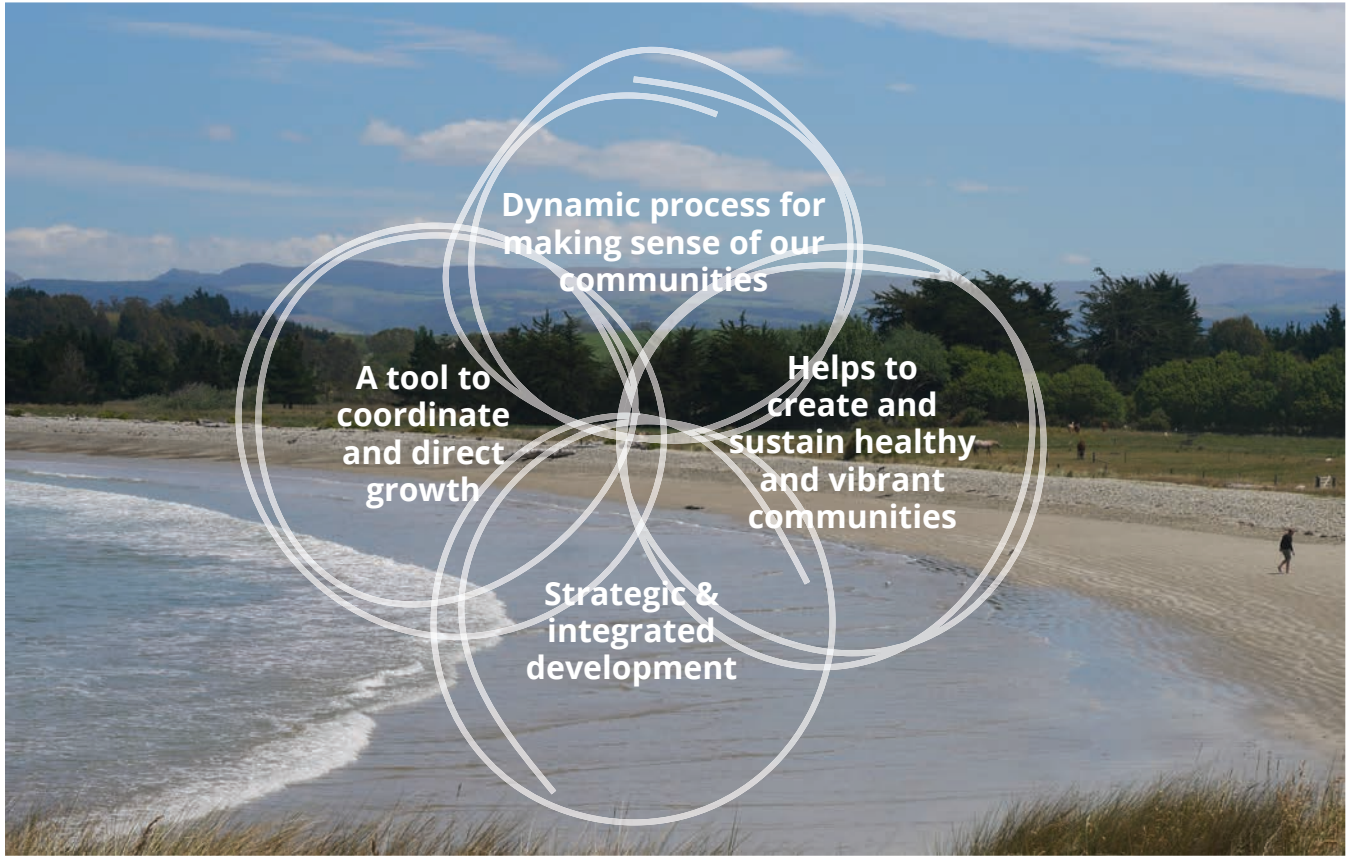 Dynamic process for
making sense of our
communities
A tool to
coordinate
and direct
growth
Helps to
create and
sustain healthy
and vibrant
communities
Strategic &
integrated
development